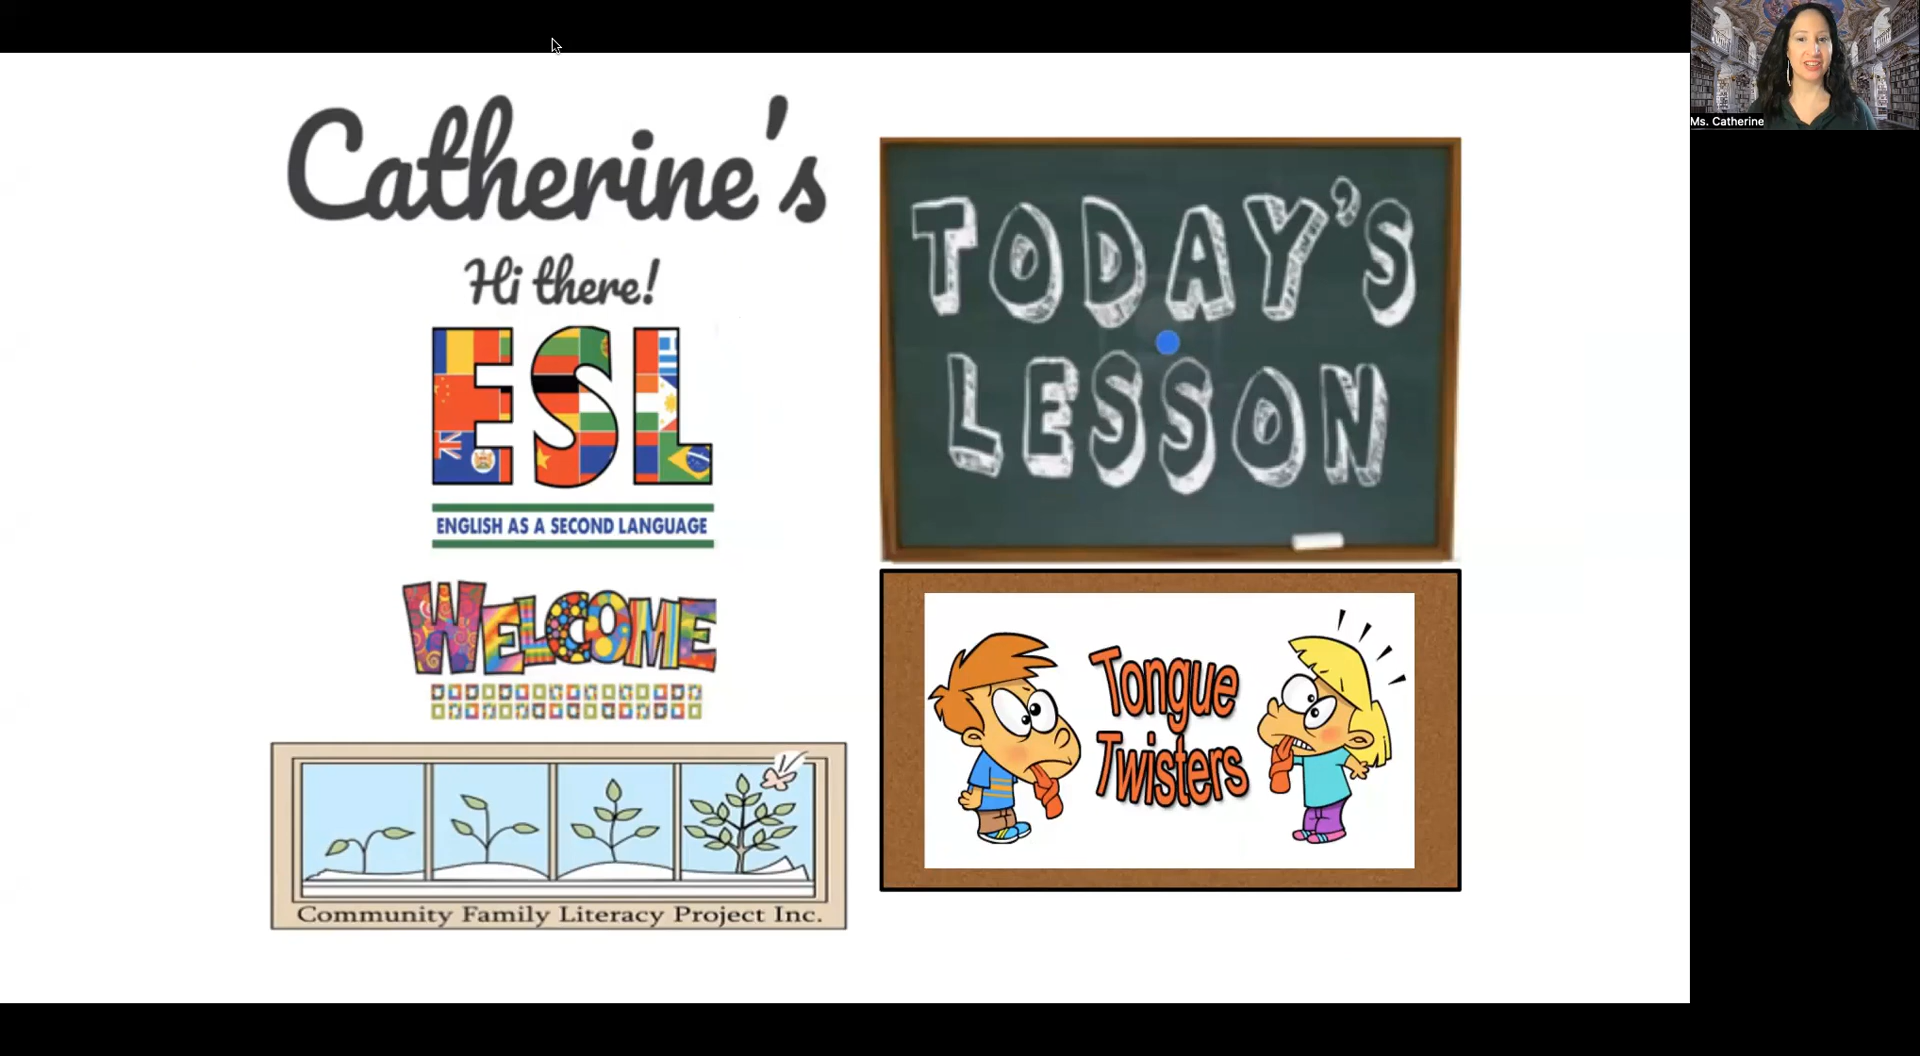 Catherine's
Hi there!
ESL
ENGLISH AS A SECOND LANGUAGE
WELCOME
Community Family Literacy Project Inc.
TODAY'S
LESSON
Tongue
Twisters
Ms. Catherine